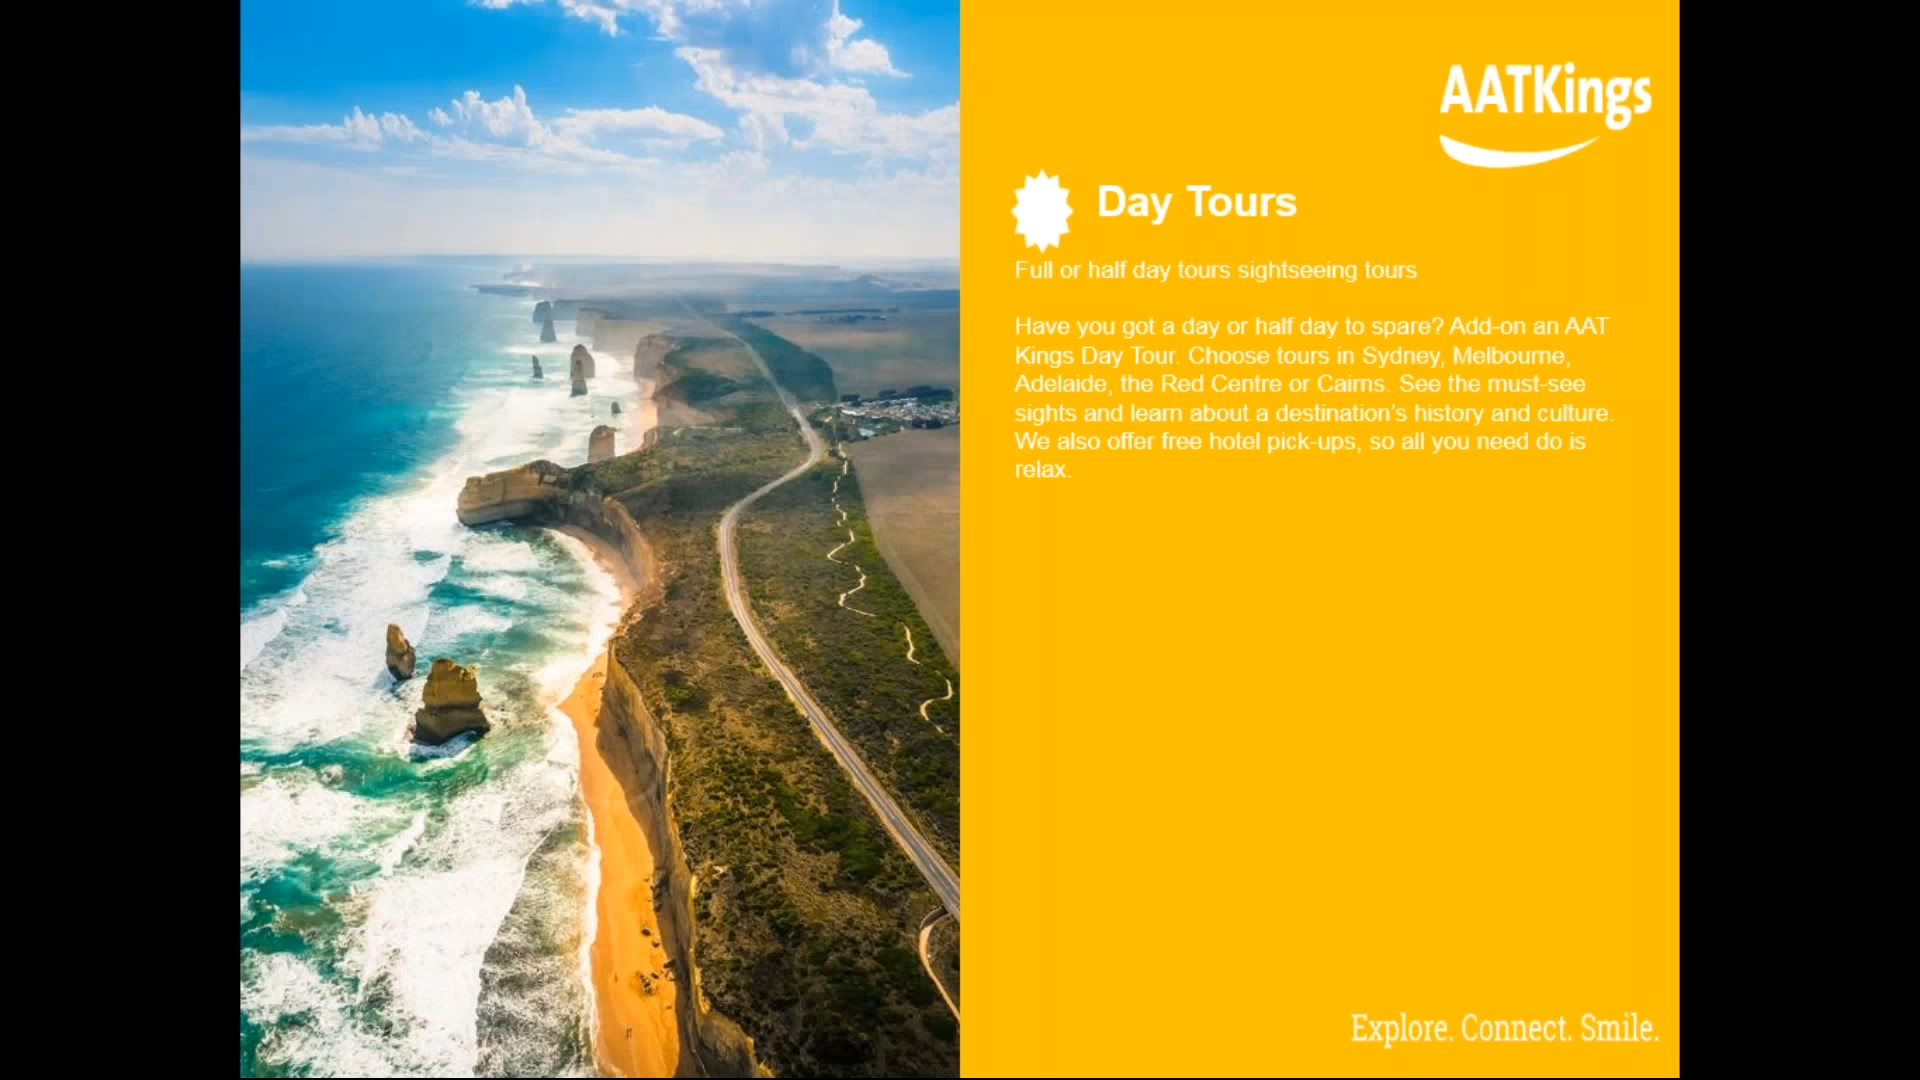 AATKings
Day Tours
Full or half day tours sightseeing tours
Have you got a day or half day to spare? Add-on an AAT
Kings Day Tour. Choose tours in Sydney, Melbourne,
Adelaide, the Red Centre or Cairns. See the must-see
sights and learn about a destination's history and culture.
We also offer free hotel pick-ups, so all you need do is
relax.
Explore. Connect. Smile.